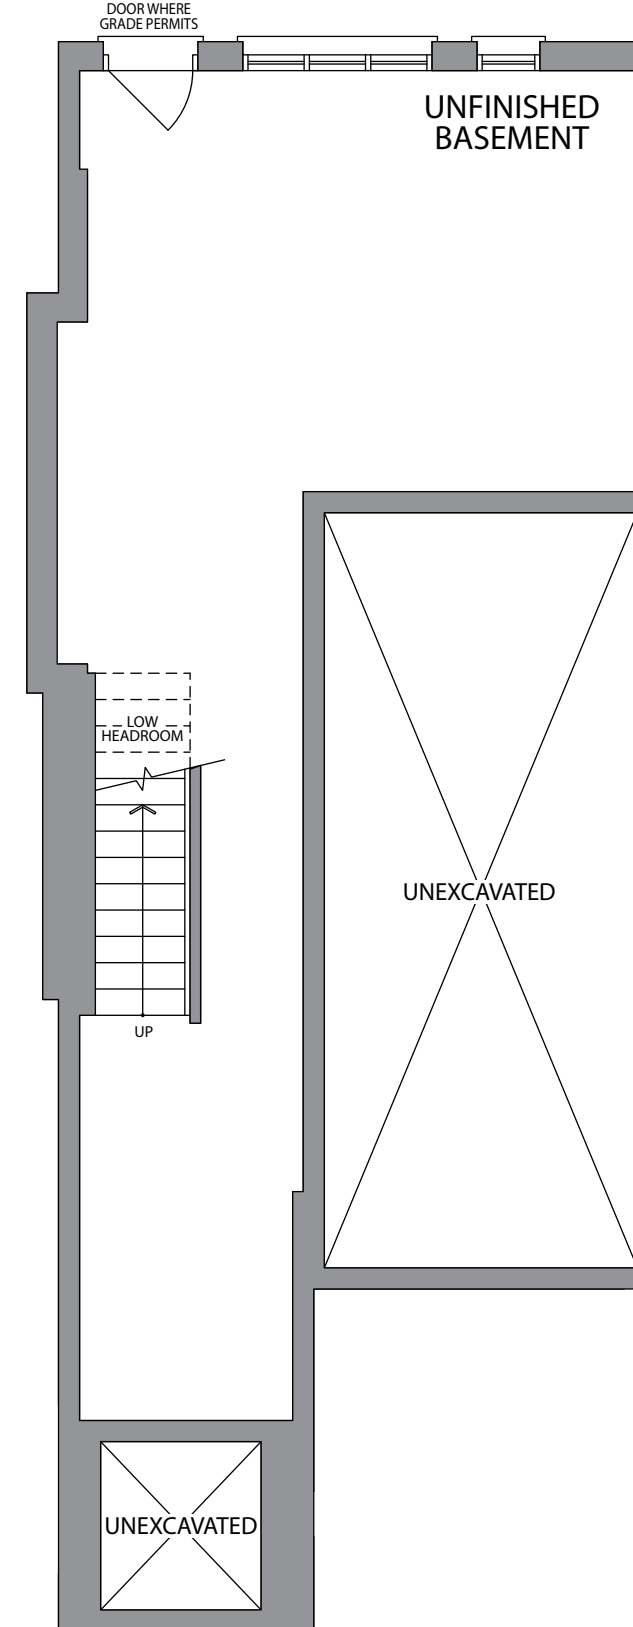 DOOR WHERE
GRADE PERMITS
UNFINISHED
BASEMENT
LOW
HEADROOM
UNEXCAVATED
UP
UNEXCAVATED